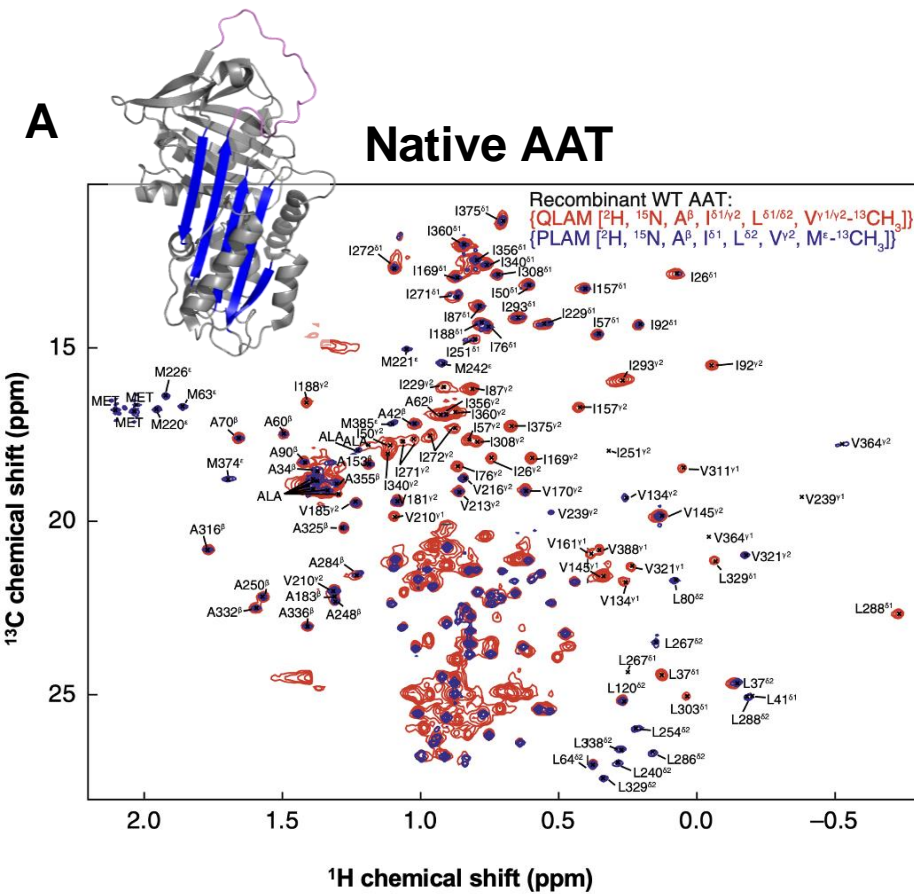 A
Native AAT
Recombinant WT AAT:
{QLAM [²H, ¹⁵N, Aᵝ, Iᵟ¹/ᵞ², Lᵟ¹/ᵟ², Vᵞ¹/ᵞ²-¹³CH₃]}
{PLAM [²H, ¹⁵N, Aᵝ, Iᵟ¹, Lᵟ², Vᵞ², Mᵋ-¹³CH₃]}
I375ᵟ¹
I360ᵟ¹
I272ᵟ¹
I356ᵟ¹
I340ᵟ¹
I169ᵟ¹
I308ᵟ¹
I26ᵟ¹
I271ᵟ¹
I50ᵟ¹
I157ᵟ¹
I87ᵟ¹
I293ᵟ¹
I229ᵟ¹
I188ᵟ¹
I76ᵟ¹
I57ᵟ¹
I92ᵟ¹
I251ᵟ¹
15
M221ᵋ
M242ᵋ
M226ᵋ
I293ᵞ²
I92ᵞ²
MET
MET
M63ᵋ
I188ᵞ²
I229ᵞ²
I87ᵞ²
A62ᵝ
I356ᵞ²
I157ᵞ²
MET
M220ᵋ
A70ᵝ
A60ᵝ
M385ᵋ
A42ᵝ
I360ᵞ²
I375ᵞ²
I50ᵞ²
I57ᵞ²
ALA
ALA
I308ᵞ²
V364ᵞ²
M374ᵋ
A90ᵝ
A153ᵝ
I272ᵞ²
I251ᵞ²
A34ᵝ
I271ᵞ²
I169ᵞ²
V311ᵞ¹
A355ᵝ
I340ᵞ²
I76ᵞ²
I26ᵞ²
ALA
V181ᵞ²
V216ᵞ²
V170ᵞ²
V134ᵞ²
V239ᵞ¹
V185ᵞ²
V210ᵞ¹
V213ᵞ²
V239ᵞ²
V145ᵞ²
20
A316ᵝ
A325ᵝ
V161ᵞ¹
V388ᵞ¹
V364ᵞ¹
V321ᵞ²
A284ᵝ
V145ᵞ¹
V321ᵞ¹
L329ᵟ¹
A250ᵝ
V210ᵞ²
A183ᵝ
V134ᵞ¹
L80ᵟ²
A332ᵝ
A336ᵝ
A248ᵝ
L288ᵟ¹
L267ᵟ²
L267ᵟ¹
L37ᵟ¹
L37ᵟ²
25
L120ᵟ²
L303ᵟ¹
L41ᵟ¹
L288ᵟ²
L254ᵟ²
L338ᵟ²
L286ᵟ²
L64ᵟ²
L240ᵟ²
L329ᵟ²
¹³C chemical shift (ppm)
2.0 1.5 1.0 0.5 0.0 −0.5
¹H chemical shift (ppm)